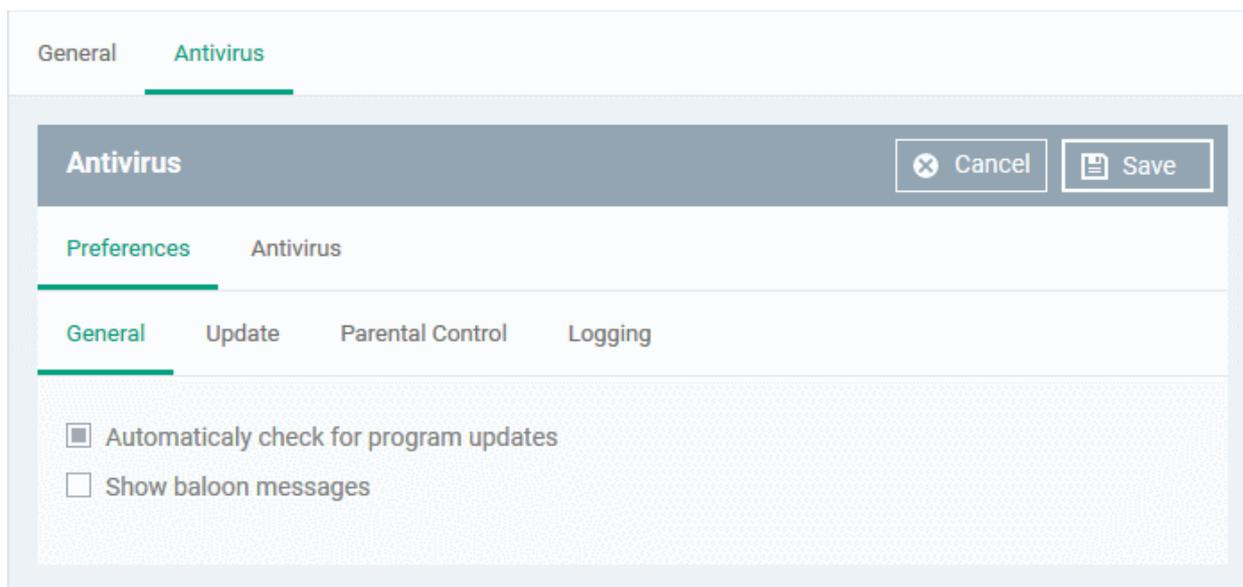 General Antivirus
Antivirus Cancel Save
Preferences Antivirus
General Update Parental Control Logging
Automaticaly check for program updates
Show baloon messages